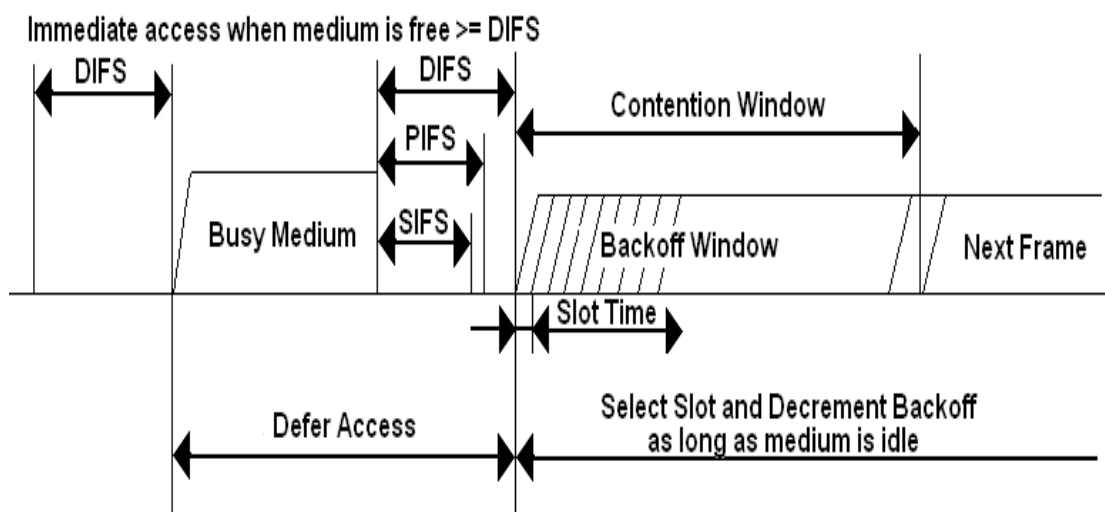 Immediate access when medium is free >= DIFS
DIFS
DIFS
Contention Window
PIFS
Busy Medium
SIFS
Backoff Window
Next Frame
Slot Time
Defer Access
Select Slot and Decrement Backoff
as long as medium is idle